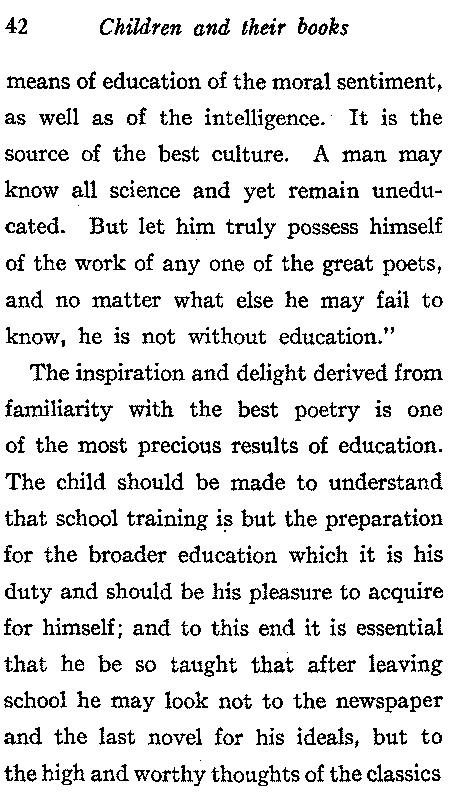 42 Children and their books
means of education of the moral sentiment,
as well as of the intelligence. It is the
source of the best culture. A man may
know all science and yet remain unedu-
cated. But let him truly possess himself
of the work of any one of the great poets,
and no matter what else he may fail to
know, he is not without education."
The inspiration and delight derived from
familiarity with the best poetry is one
of the most precious results of education.
The child should be made to understand
that school training is but the preparation
for the broader education which it is his
duty and should be his pleasure to acquire
for himself; and to this end it is essential
that he be so taught that after leaving
school he may look not to the newspaper
and the last novel for his ideals, but to
the high and worthy thoughts of the classics